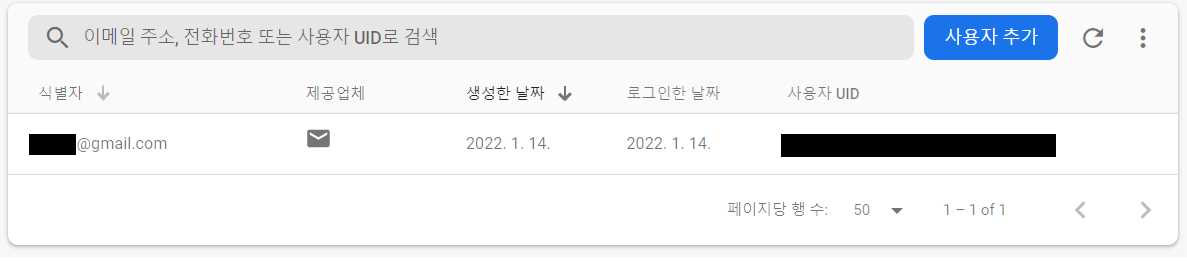 이메일 주소, 전화번호 또는 사용자 UID로 검색 사용자 추가
식별자 제공업체 생성한 날짜 로그인한 날짜 사용자 UID
@gmail.com 2022. 1. 14. 2022. 1. 14.
페이지당 행 수: 50 1 – 1 of 1